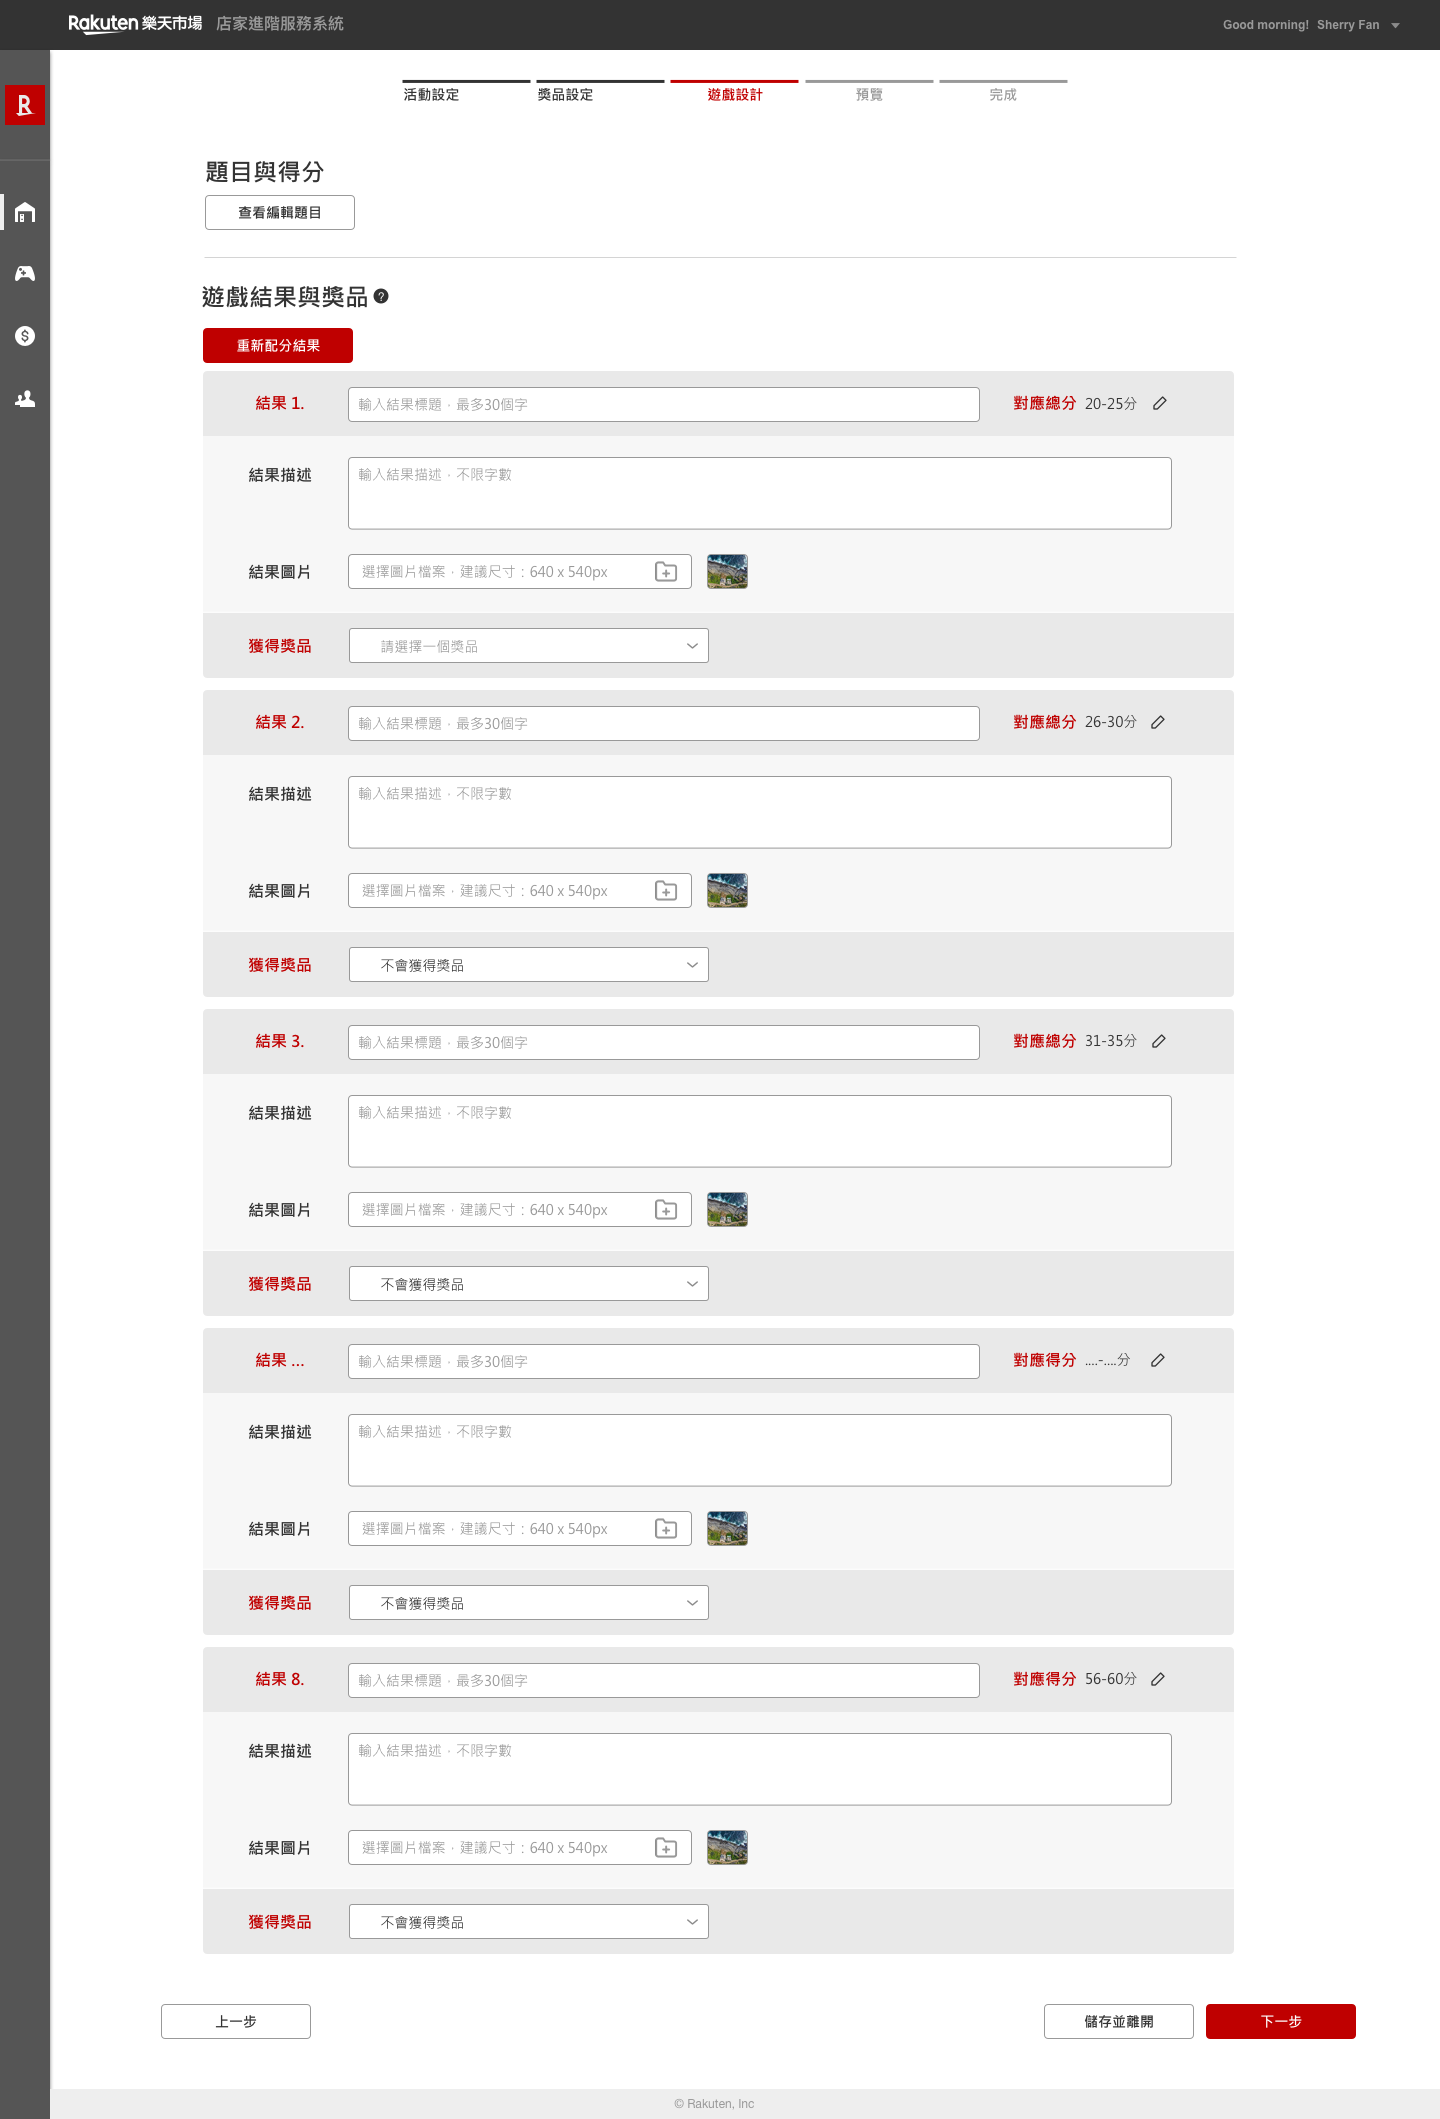 Rakuten 樂天市場 店家進階服務系統 Good morning! Sherry Fan
R
活動設定 獎品設定 遊戲設計 預覽 完成
題目與得分
查看編輯題目
遊戲結果與獎品 ?
重新配分結果
結果 1. 輸入結果標題，最多30個字 對應總分 20-25分
結果描述 輸入結果描述，不限字數
結果圖片 選擇圖片檔案，建議尺寸：640 x 540px
獲得獎品 請選擇一個獎品
結果 2. 輸入結果標題，最多30個字 對應總分 26-30分
結果描述 輸入結果描述，不限字數
結果圖片 選擇圖片檔案，建議尺寸：640 x 540px
獲得獎品 不會獲得獎品
結果 3. 輸入結果標題，最多30個字 對應總分 31-35分
結果描述 輸入結果描述，不限字數
結果圖片 選擇圖片檔案，建議尺寸：640 x 540px
獲得獎品 不會獲得獎品
結果 ... 輸入結果標題，最多30個字 對應得分 ....-....分
結果描述 輸入結果描述，不限字數
結果圖片 選擇圖片檔案，建議尺寸：640 x 540px
獲得獎品 不會獲得獎品
結果 8. 輸入結果標題，最多30個字 對應得分 56-60分
結果描述 輸入結果描述，不限字數
結果圖片 選擇圖片檔案，建議尺寸：640 x 540px
獲得獎品 不會獲得獎品
上一步 儲存並離開 下一步
© Rakuten, Inc